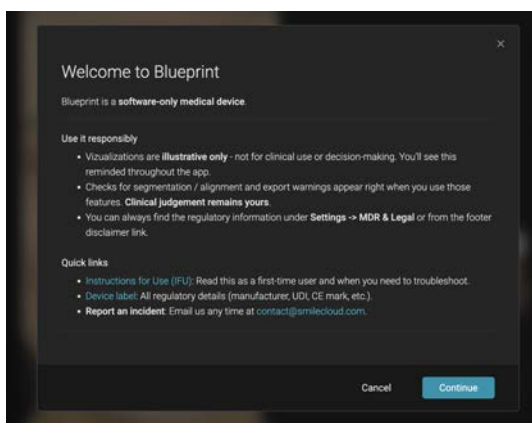 Welcome to Blueprint
Blueprint is a software-only medical device.
Use it responsibly
• Vizualizations are illustrative only - not for clinical use or decision-making. You'll see this
reminded throughout the app.
• Checks for segmentation / alignment and export warnings appear right when you use those
features. Clinical judgement remains yours.
• You can always find the regulatory information under Settings -> MDR & Legal or from the footer
disclaimer link.
Quick links
• Instructions for Use (IFU): Read this as a first-time user and when you need to troubleshoot.
• Device label: All regulatory details (manufacturer, UDI, CE mark, etc.).
• Report an incident: Email us any time at contact@smilecloud.com.
Cancel
Continue